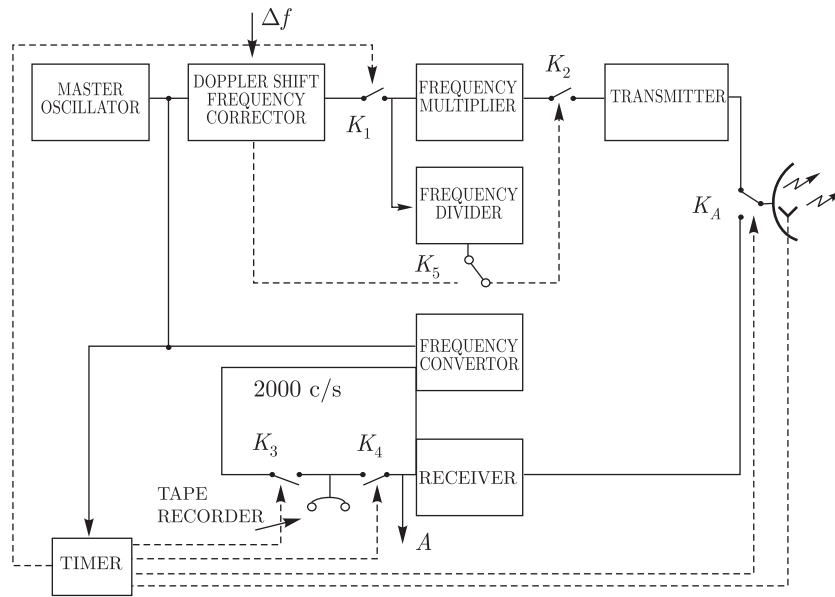 Δf
MASTER
OSCILLATOR
DOPPLER SHIFT
FREQUENCY
CORRECTOR
K1
FREQUENCY
MULTIPLIER
K2
TRANSMITTER
FREQUENCY
DIVIDER
KA
K5
FREQUENCY
CONVERTOR
2000 c/s
K3
K4
RECEIVER
TAPE
RECORDER
A
TIMER